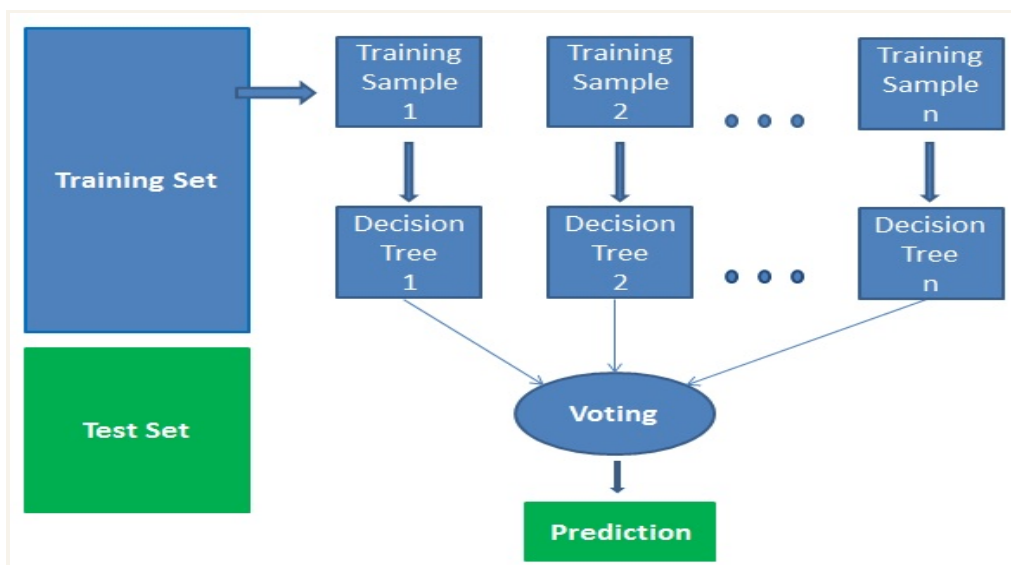 Training Set
Test Set
Training
Sample
1
Training
Sample
2
Training
Sample
n
Decision
Tree
1
Decision
Tree
2
Decision
Tree
n
Voting
Prediction